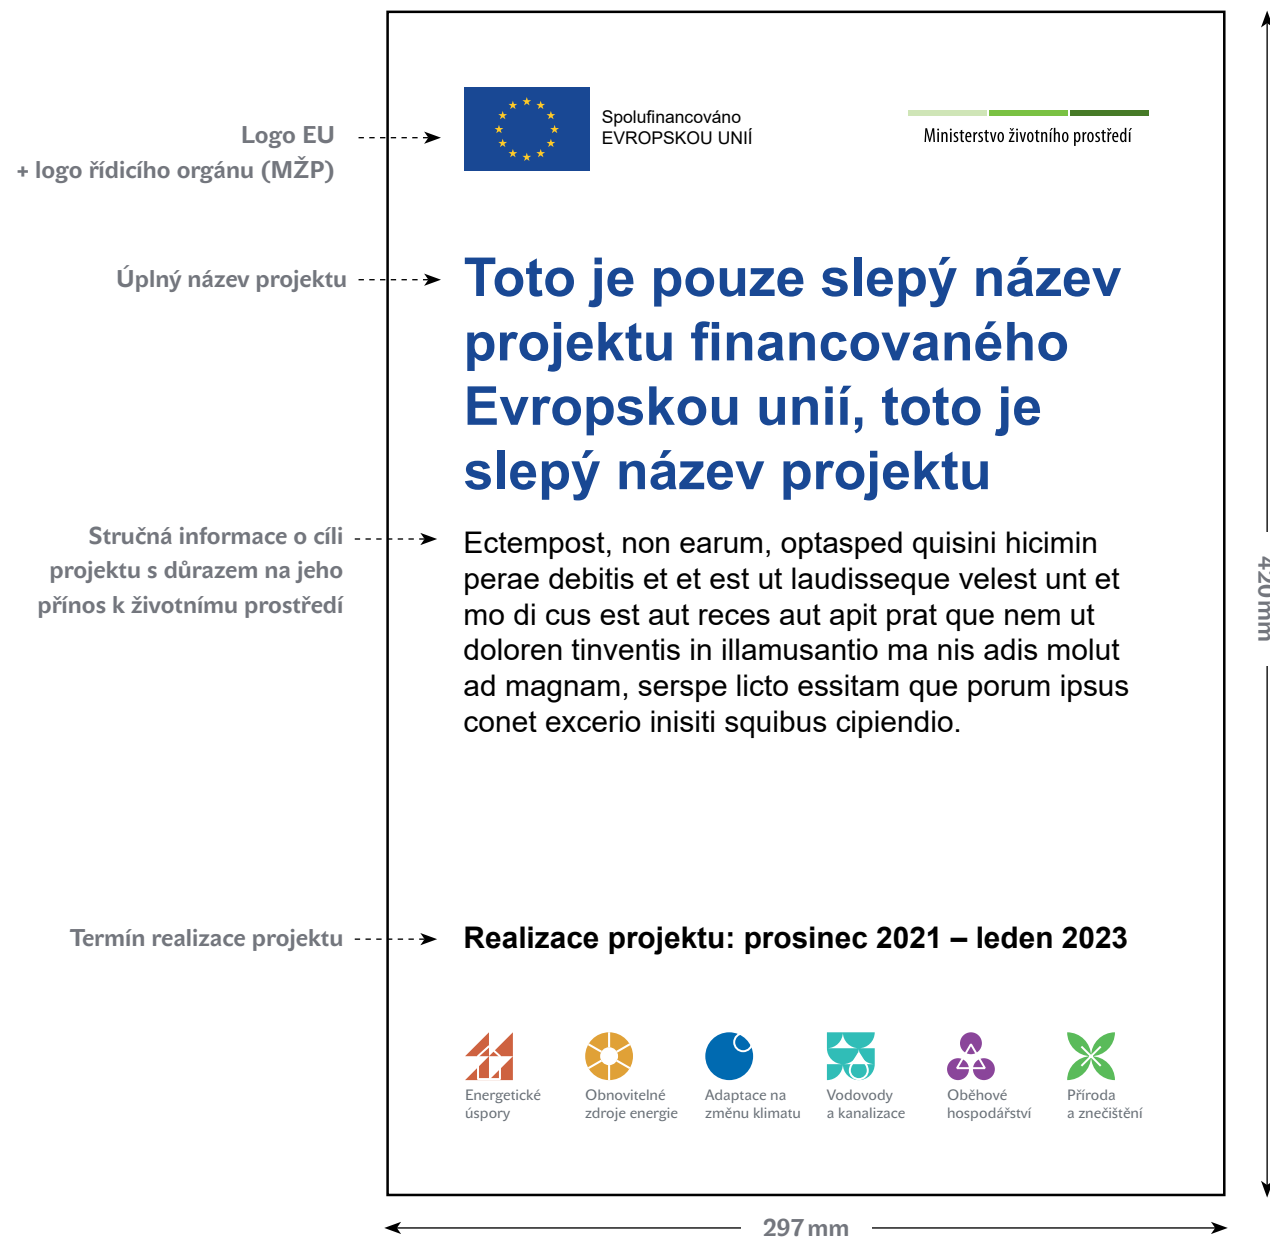 Logo EU
+ logo řídicího orgánu (MŽP)
Spolufinancováno
EVROPSKOU UNIÍ
Ministerstvo životního prostředí
Úplný název projektu
Toto je pouze slepý název
projektu financovaného
Evropskou unií, toto je
slepý název projektu
Stručná informace o cíli
projektu s důrazem na jeho
přínos k životnímu prostředí
Ectempost, non earum, optasped quisini hicimin
perae debitis et et est ut laudisseque velest unt et
mo di cus est aut reces aut apit prat que nem ut
doloren tinventis in illamusantio ma nis adis molut
ad magnam, serspe licto essitam que porum ipsus
conet excerio inisiti squibus cipiendio.
420 mm
Termín realizace projektu
Realizace projektu: prosinec 2021 – leden 2023
Energetické
úspory
Obnovitelné
zdroje energie
Adaptace na
změnu klimatu
Vodovody
a kanalizace
Oběhové
hospodářství
Příroda
a znečištění
297 mm